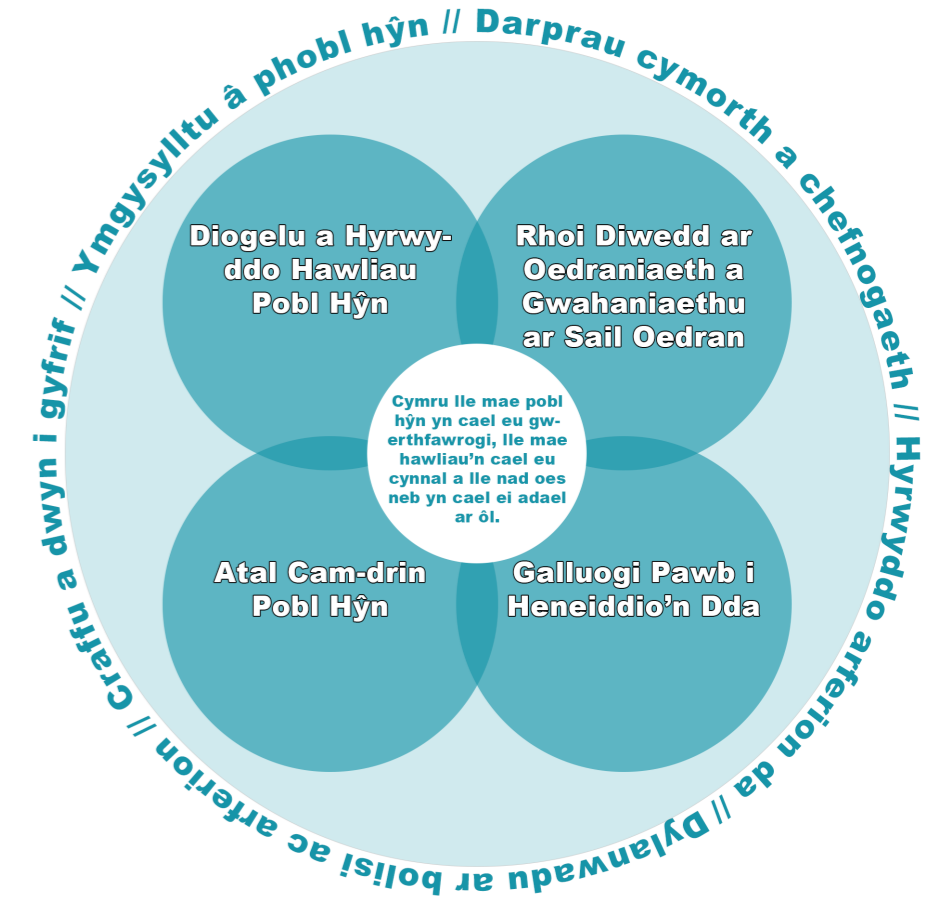 Ymgysylltu â phobl hŷn // Darprau cymorth a chefnogaeth // Hyrwyddo arferion da // Dylanwadu ar bolisi ac arferion // Craffu a dwyn i gyfrif //
Diogelu a Hyrwy-
ddo Hawliau
Pobl Hŷn
Rhoi Diwedd ar
Oedraniaeth a
Gwahaniaethu
ar Sail Oedran
Cymru lle mae pobl
hŷn yn cael eu gw-
erthfawrogi, lle mae
hawliau’n cael eu
cynnal a lle nad oes
neb yn cael ei adael
ar ôl.
Atal Cam-drin
Pobl Hŷn
Galluogi Pawb i
Heneiddio’n Dda